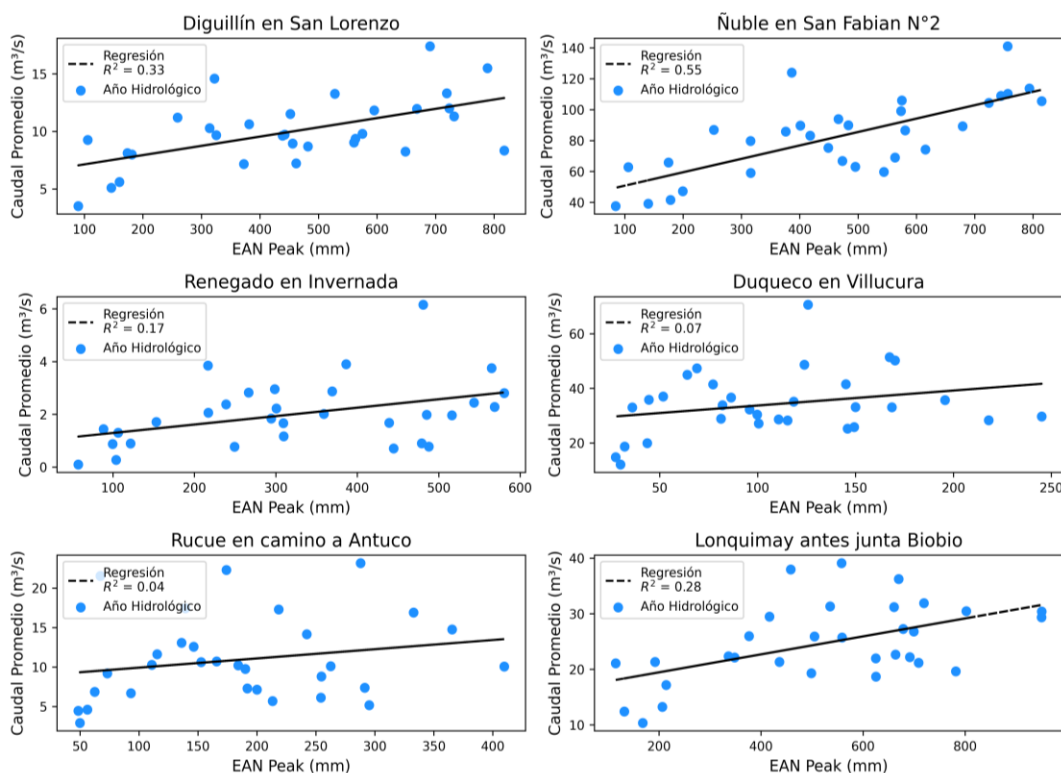 Diguillín en San Lorenzo
Caudal Promedio (m³/s)
15
10
5
Regresión
R² = 0.33
Año Hidrológico
100 200 300 400 500 600 700 800
EAN Peak (mm)
Ñuble en San Fabian N°2
Caudal Promedio (m³/s)
140
120
100
80
60
40
Regresión
R² = 0.55
Año Hidrológico
100 200 300 400 500 600 700 800
EAN Peak (mm)
Renegado en Invernada
Caudal Promedio (m³/s)
6
4
2
0
Regresión
R² = 0.17
Año Hidrológico
100 200 300 400 500 600
EAN Peak (mm)
Duqueco en Villucura
Caudal Promedio (m³/s)
60
40
20
Regresión
R² = 0.07
Año Hidrológico
50 100 150 200 250
EAN Peak (mm)
Rucue en camino a Antuco
Caudal Promedio (m³/s)
20
15
10
5
Regresión
R² = 0.04
Año Hidrológico
50 100 150 200 250 300 350 400
EAN Peak (mm)
Lonquimay antes junta Biobio
Caudal Promedio (m³/s)
40
30
20
10
Regresión
R² = 0.28
Año Hidrológico
200 400 600 800
EAN Peak (mm)